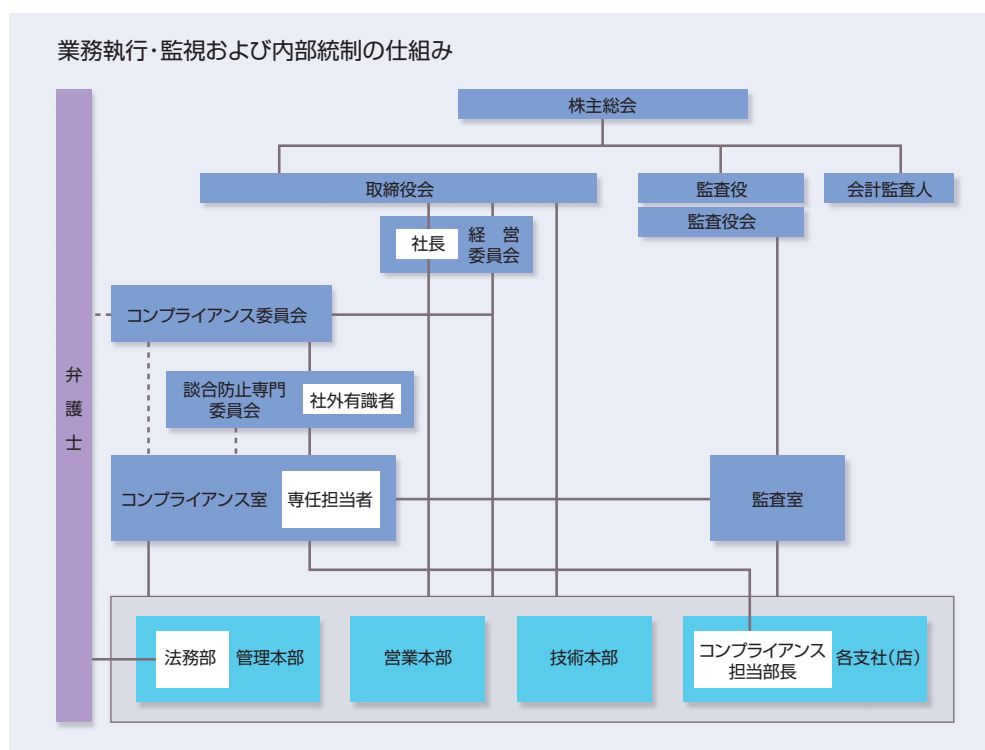 業務執行・監視および内部統制の仕組み
株主総会
取締役会
監査役
会計監査人
監査役会
社長
経 営
委員会
コンプライアンス委員会
談合防止専門
委員会
社外有識者
弁護士
コンプライアンス室
専任担当者
監査室
法務部
管理本部
営業本部
技術本部
コンプライアンス
担当部長
各支社(店)